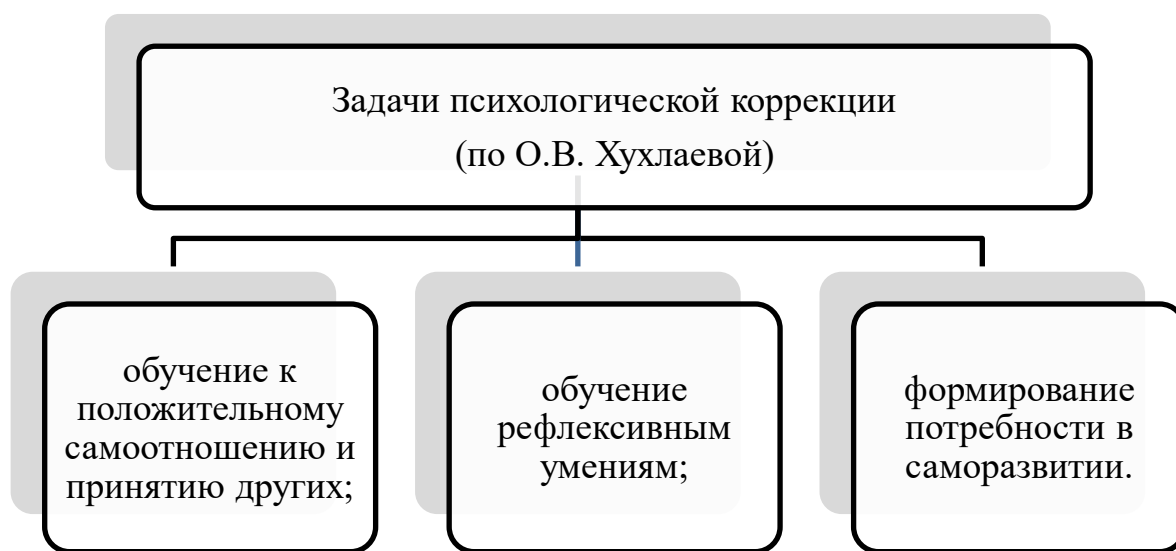 Задачи психологической коррекции
(по О.В. Хухлаевой)
обучение к
положительному
самоотношению и
принятию других;
обучение
рефлексивным
умениям;
формирование
потребности в
саморазвитии.